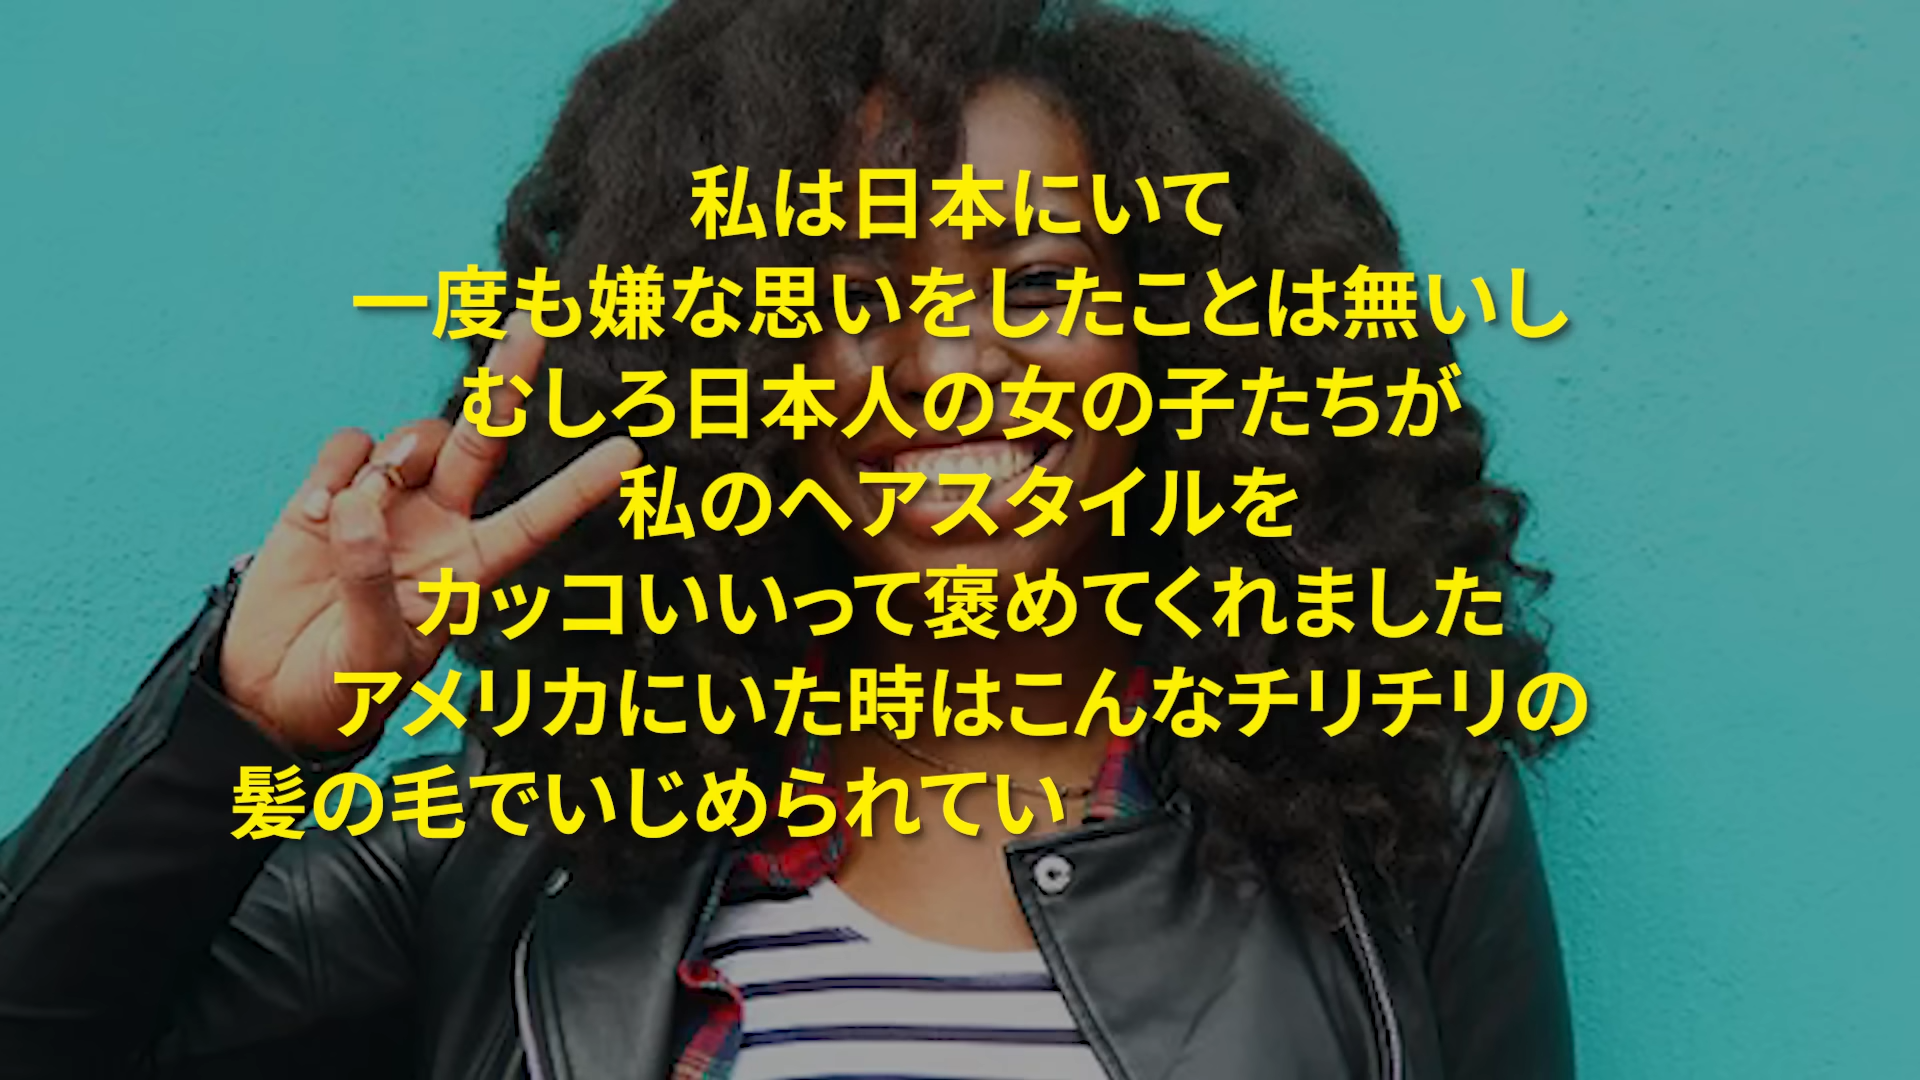 私は日本にいて
一度も嫌な思いをしたことは無いし
むしろ日本人の女の子たちが
私のヘアスタイルを
カッコいいって褒めてくれました
アメリカにいた時はこんなチリチリの
髪の毛でいじめられてい